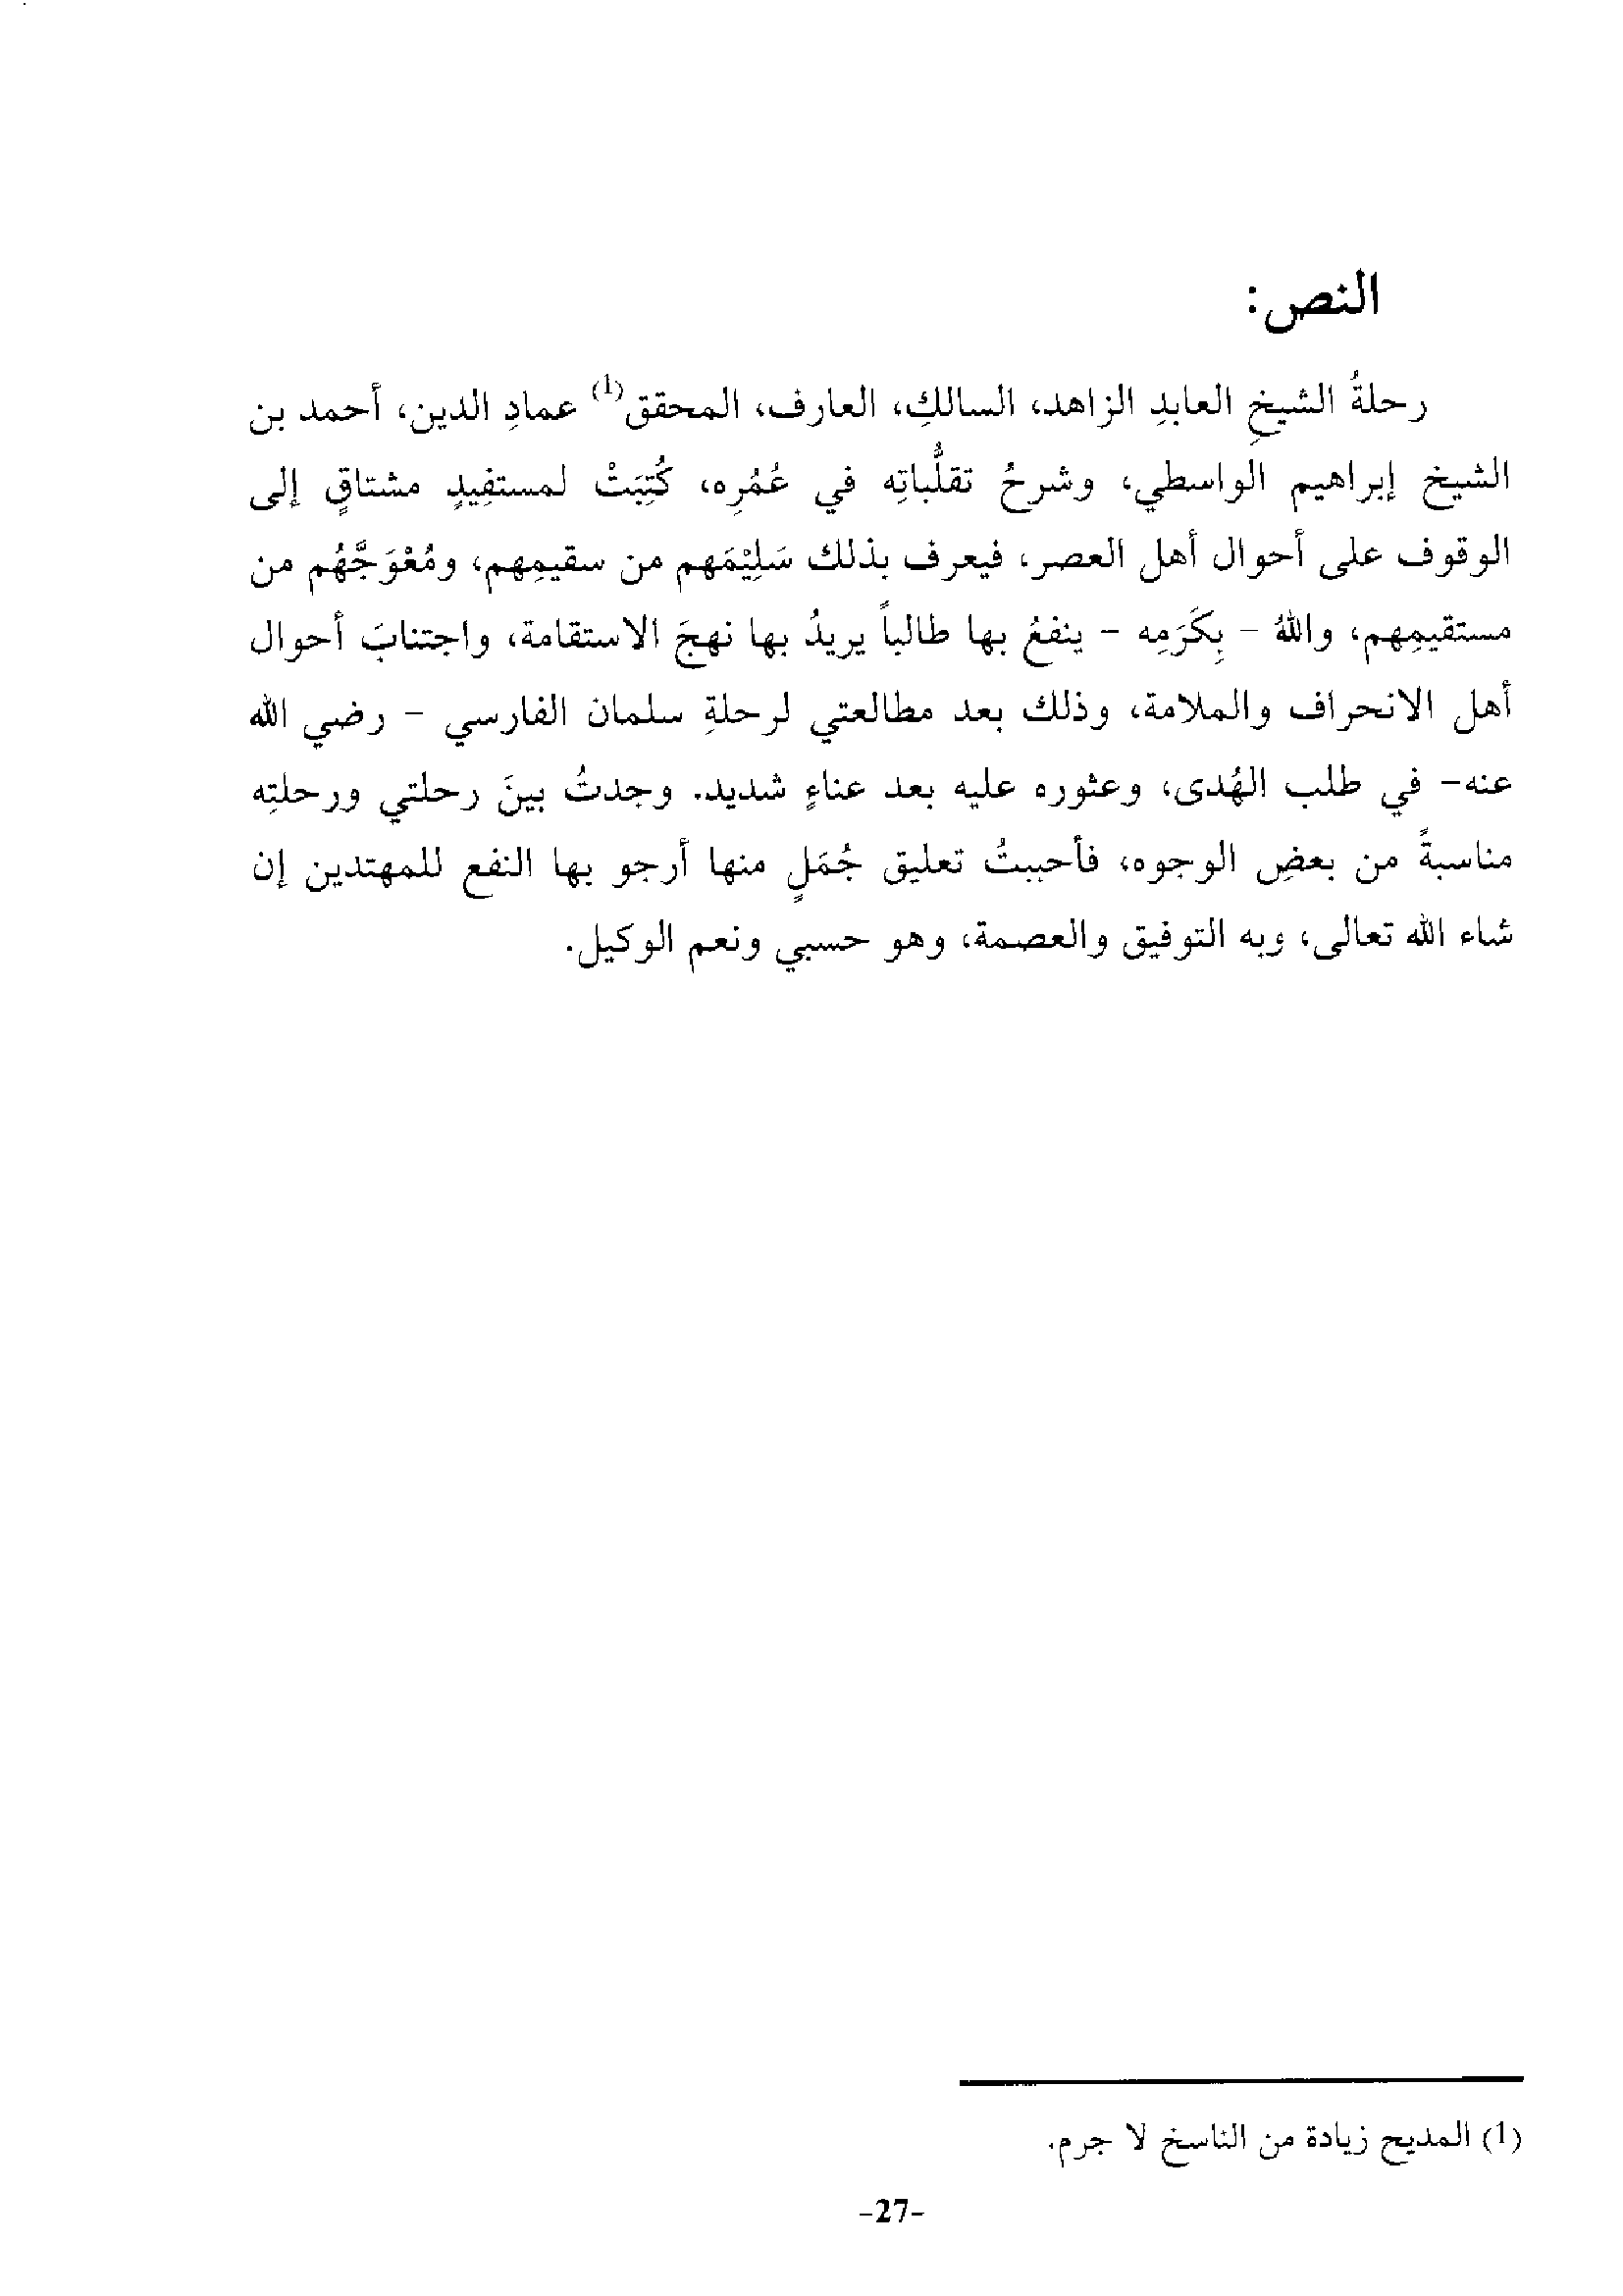 النص:
رحلةُ الشيخِ العابدِ الزاهد، السالكِ، العارف، المحقق(1) عمادِ الدين، أحمد بن
الشيخ إبراهيم الواسطي، وشرحُ تقلُّباتِه في عُمُرِه، كُتِبَتْ لمستفِيدٍ مشتاقٍ إلى
الوقوف على أحوال أهل العصر، فيعرف بذلك سَلِيْمَهم من سقيمِهم، ومُعْوَجَّهُم من
مستقيمِهم، واللهُ - بِكَرَمِه - ينفعُ بها طالباً يريدُ بها نهجَ الاستقامة، واجتنابَ أحوال
أهل الانحراف والملامة، وذلك بعد مطالعتي لرحلةِ سلمان الفارسي - رضي الله
عنه- في طلب الهُدى، وعثوره عليه بعد عناءٍ شديد. وجدتُ بينَ رحلتي ورحلتِه
مناسبةً من بعضِ الوجوه، فأحببتُ تعليق جُمَلٍ منها أرجو بها النفع للمهتدين إن
شاء الله تعالى، وبه التوفيق والعصمة، وهو حسبي ونعم الوكيل.
(1) المديح زيادة من الناسخ لا جرم.
-27-